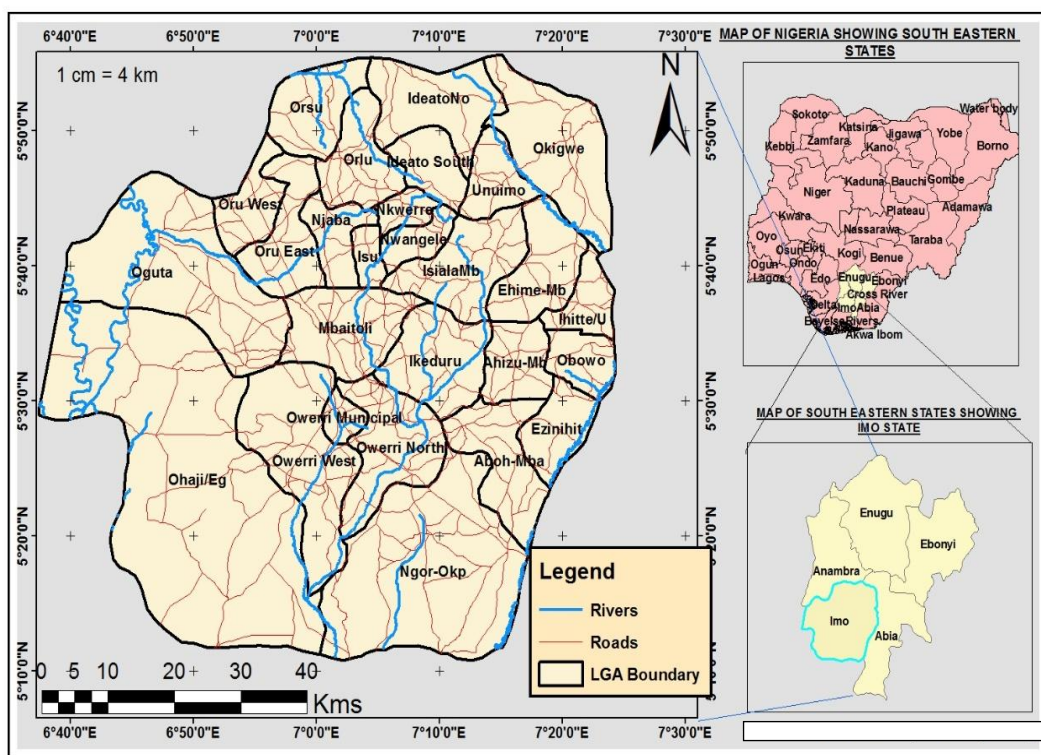 6°40'0"E 6°50'0"E 7°0'0"E 7°10'0"E 7°20'0"E 7°30'0"E
1 cm = 4 km
N
5°50'0"N
5°40'0"N
5°30'0"N
5°20'0"N
5°10'0"N
Orsu
IdeatoNo
Okigwe
Orlu
Ideato South
Unuimo
Oru West
Njaba
Nkwerre
Nwangele
Oru East
Isu
IsialaMb
Oguta
Ehime-Mb
Mbaitoli
Ihitte/U
Ikeduru
Ahizu-Mb
Obowo
Owerri Municipal
Ezinihit
Owerri North
Owerri West
Aboh-Mba
Ohaji/Eg
Ngor-Okp
5°50'0"N
5°40'0"N
5°30'0"N
5°20'0"N
5°10'0"N
Legend
Rivers
Roads
LGA Boundary
0 5 10 20 30 40
Kms
6°40'0"E 6°50'0"E 7°0'0"E 7°10'0"E 7°20'0"E 7°30'0"E
MAP OF NIGERIA SHOWING SOUTH EASTERN
STATES
Water body
Sokoto
Katsina
Jigawa
Yobe
Kebbi
Zamfara
Kano
Borno
Kaduna
Bauchi
Gombe
Niger
Adamawa
Plateau
Kwara
Nassarawa
Oyo
Taraba
Osun
Ekiti
Kogi
Benue
Ogun
Ondo
Lagos
Edo
Enugu
Ebonyi
Cross River
Delta
Imo
Abia
Rivers
Akwa Ibom
MAP OF SOUTH EASTERN STATES SHOWING
IMO STATE
Enugu
Ebonyi
Anambra
Imo
Abia